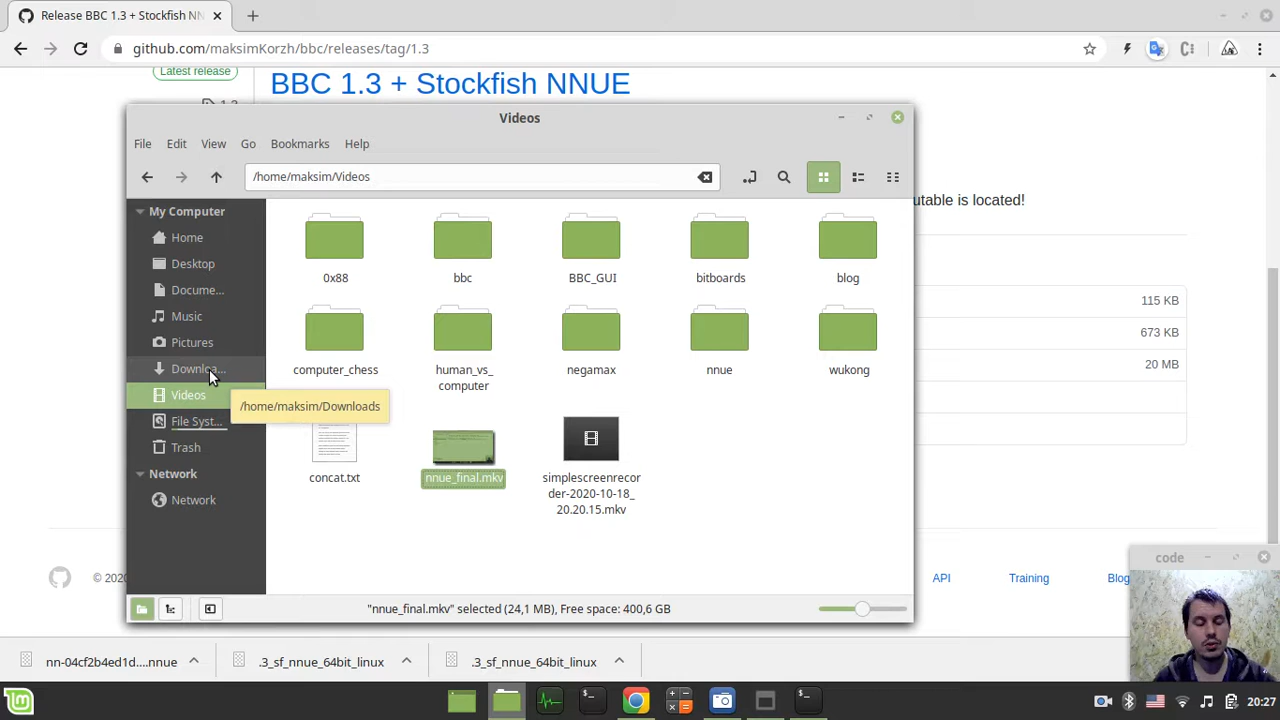 Release BBC 1.3 + Stockfish NN
github.com/maksimKorzh/bbc/releases/tag/1.3
Latest release
BBC 1.3 + Stockfish NNUE
1.3
Videos
File Edit View Go Bookmarks Help
/home/maksim/Videos
utable is located!
My Computer
Home
Desktop
Docume...
Music
Pictures
Downloa...
Videos
File Syst...
Trash
Network
Network
/home/maksim/Downloads
0x88
bbc
BBC_GUI
bitboards
blog
computer_chess
human_vs_
computer
negamax
nnue
wukong
concat.txt
nnue_final.mkv
simplescreenrecor
der-2020-10-18_
20.20.15.mkv
115 KB
673 KB
20 MB
"nnue_final.mkv" selected (24,1 MB), Free space: 400,6 GB
© 2020
API
Training
Blog
code
nn-04cf2b4ed1d....nnue
.3_sf_nnue_64bit_linux
.3_sf_nnue_64bit_linux
20:27